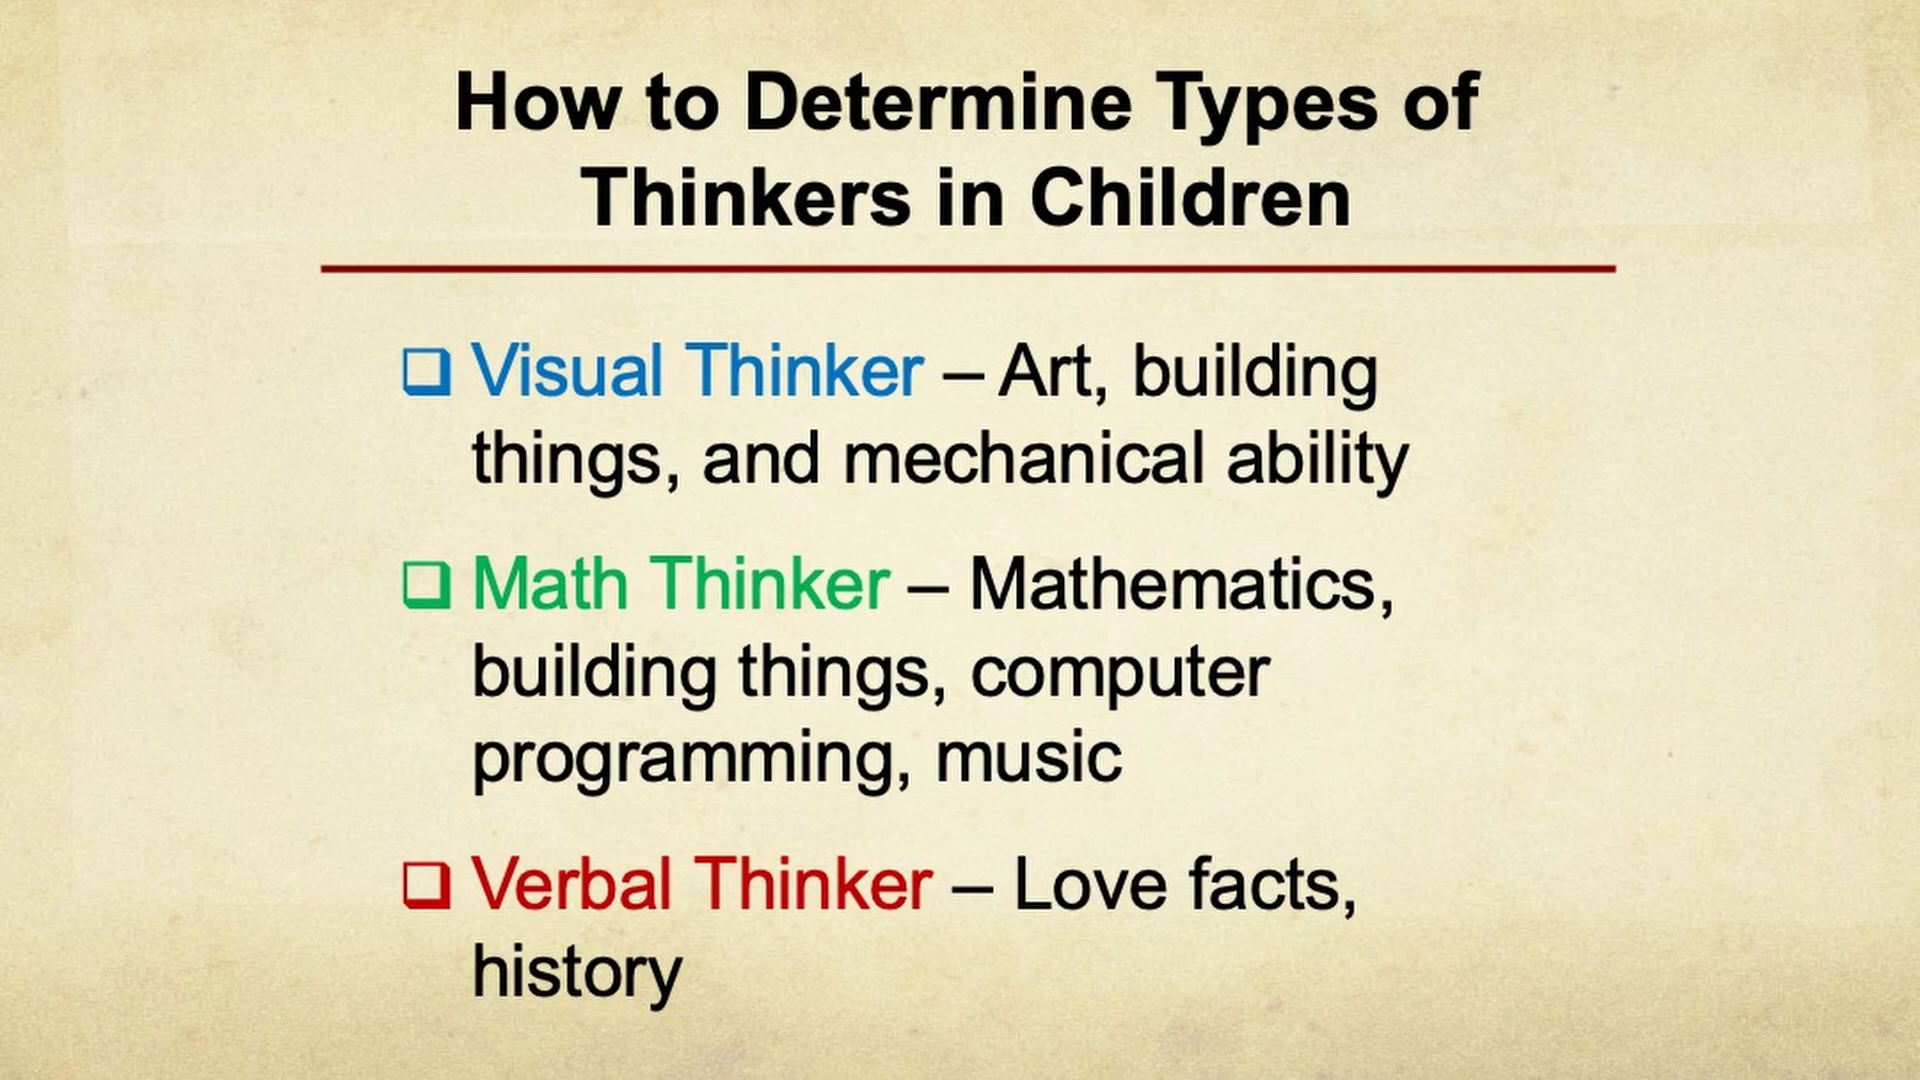 How to Determine Types of
Thinkers in Children
❑ Visual Thinker – Art, building
things, and mechanical ability
❑ Math Thinker – Mathematics,
building things, computer
programming, music
❑ Verbal Thinker – Love facts,
history